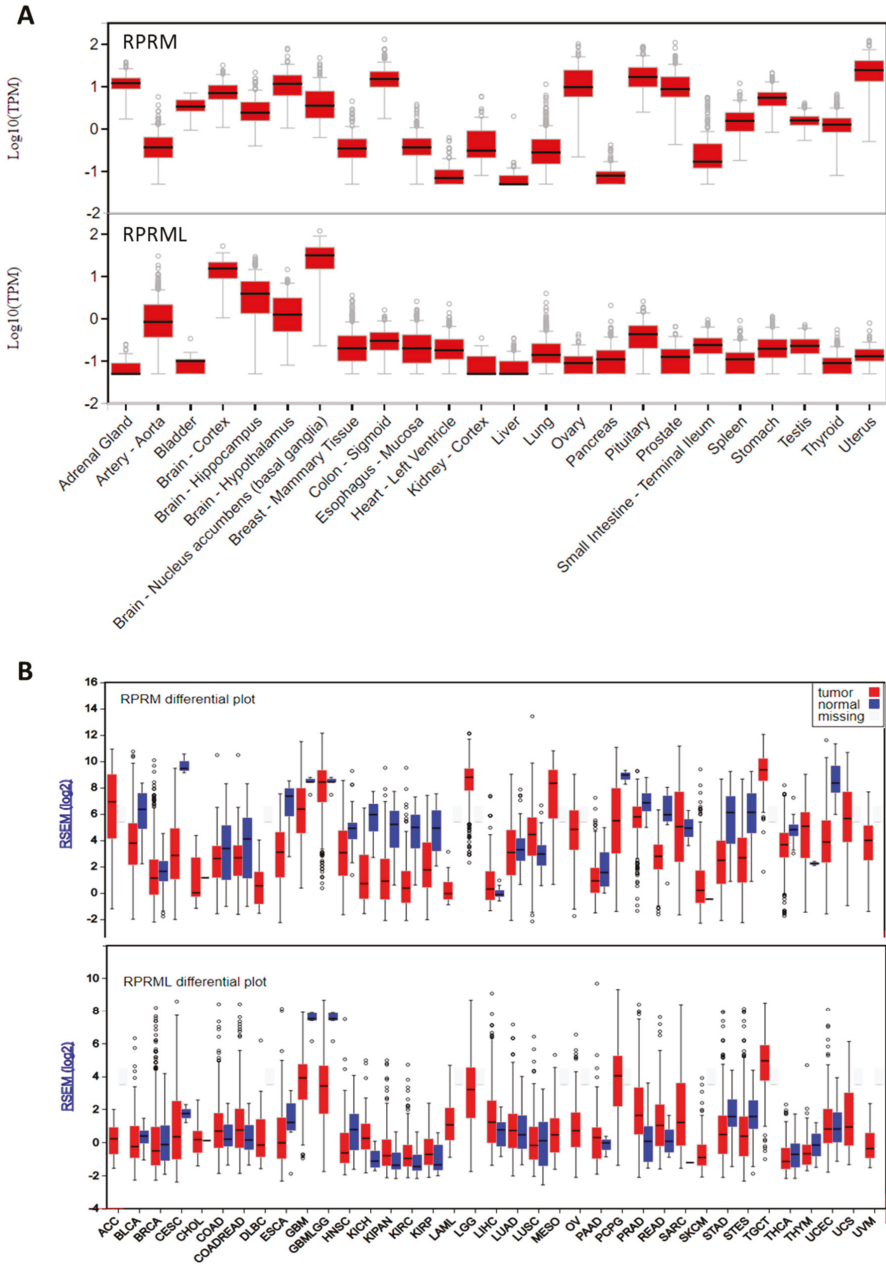 A
RPRM
Log10(TPM)
2
1
0
-1
-2
RPRML
Log10(TPM)
2
1
0
-1
-2
Adrenal Gland
Artery - Aorta
Bladder
Brain - Cortex
Brain - Hippocampus
Brain - Hypothalamus
Brain - Nucleus accumbens (basal ganglia)
Breast - Mammary Tissue
Colon - Sigmoid
Esophagus - Mucosa
Heart - Left Ventricle
Kidney - Cortex
Liver
Lung
Ovary
Pancreas
Pituitary
Prostate
Small Intestine - Terminal Ileum
Spleen
Stomach
Testis
Thyroid
Uterus
B
RPRM differential plot
tumor
normal
missing
RSEM (log2)
16
14
12
10
8
6
4
2
0
-2
RPRML differential plot
RSEM (log2)
10
8
6
4
2
0
-2
-4
ACC
BLCA
BRCA
CESC
CHOL
COAD
COADREAD
DLBC
ESCA
GBM
GBMLGG
HNSC
KICH
KIPAN
KIRC
KIRP
LAML
LGG
LIHC
LUAD
LUSC
MESO
OV
PAAD
PCPG
PRAD
READ
SARC
SKCM
STAD
STES
TGCT
THCA
THYM
UCEC
UCS
UVM